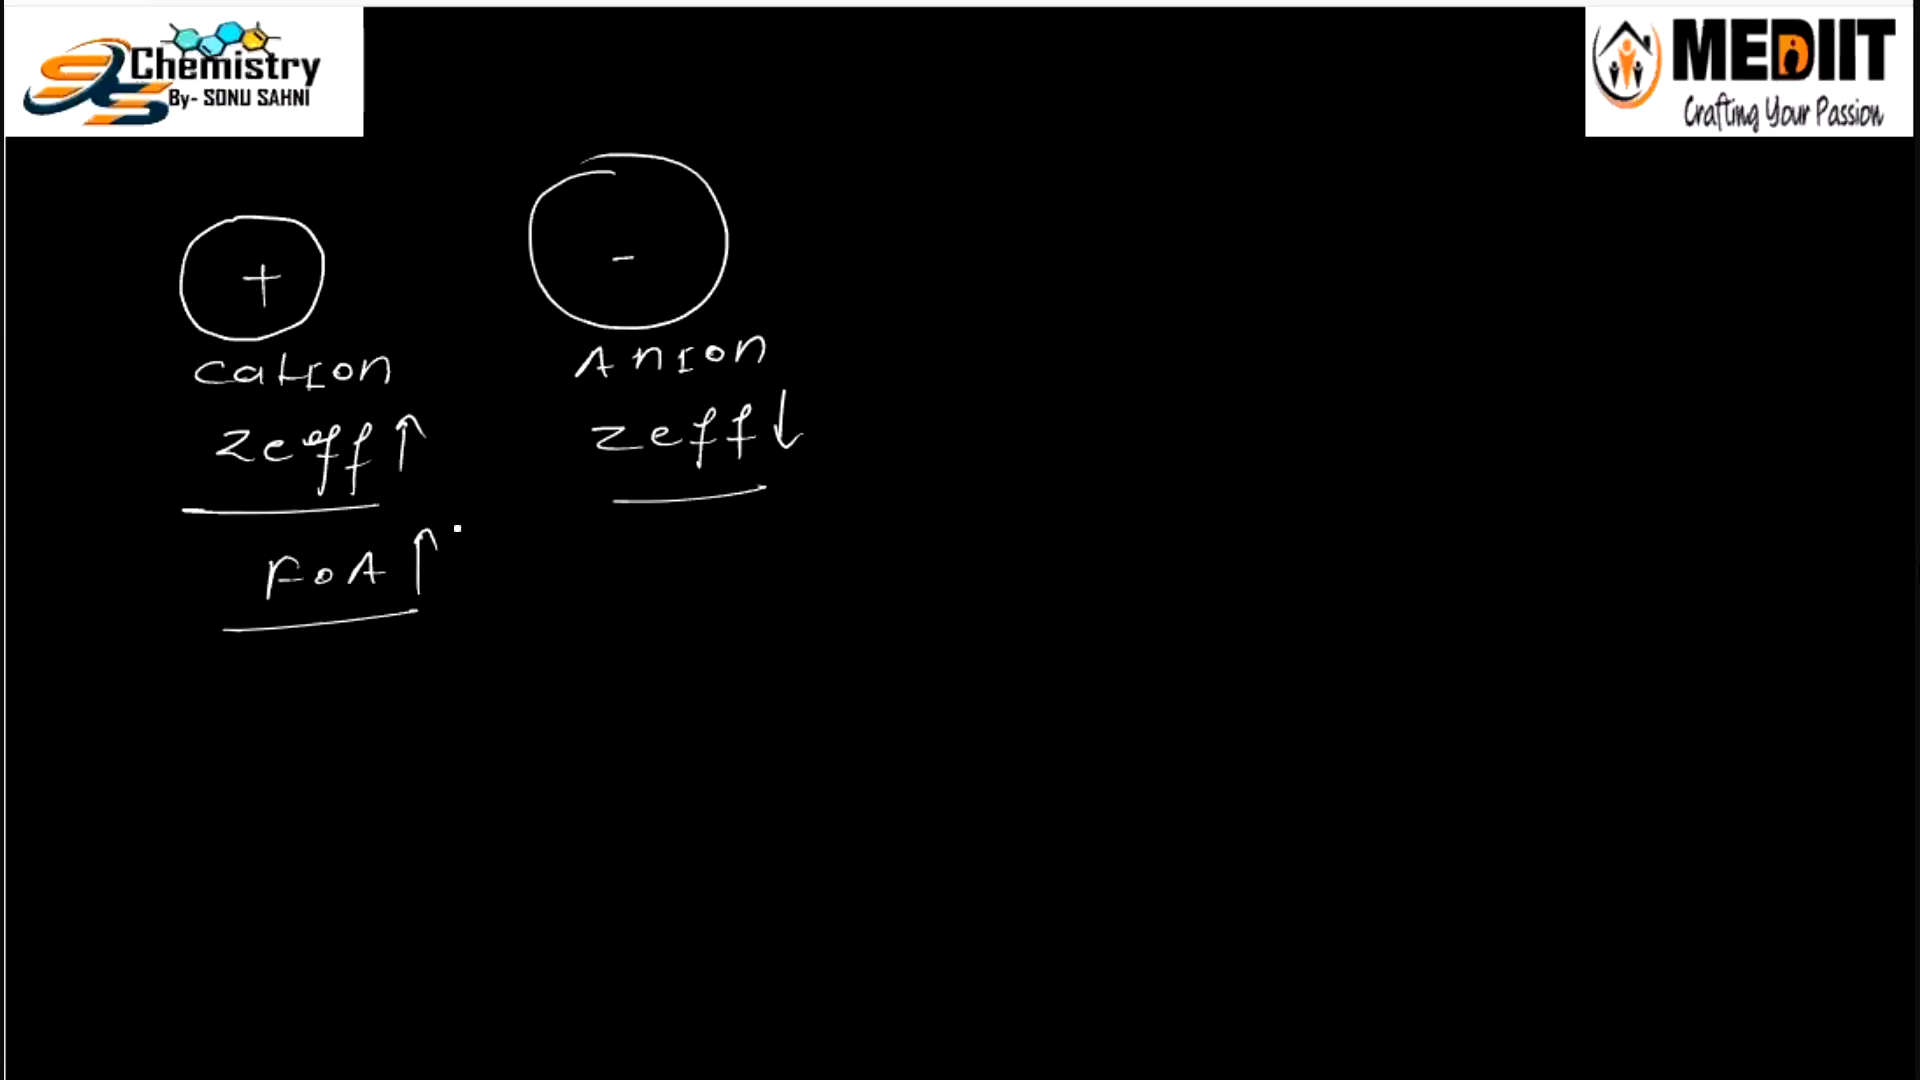 Chemistry
By- SONU SAHNI
MEDIIT
Crafting Your Passion
+
-
Cation
Anion
Zeff↑
Zeff↓
FOA↑